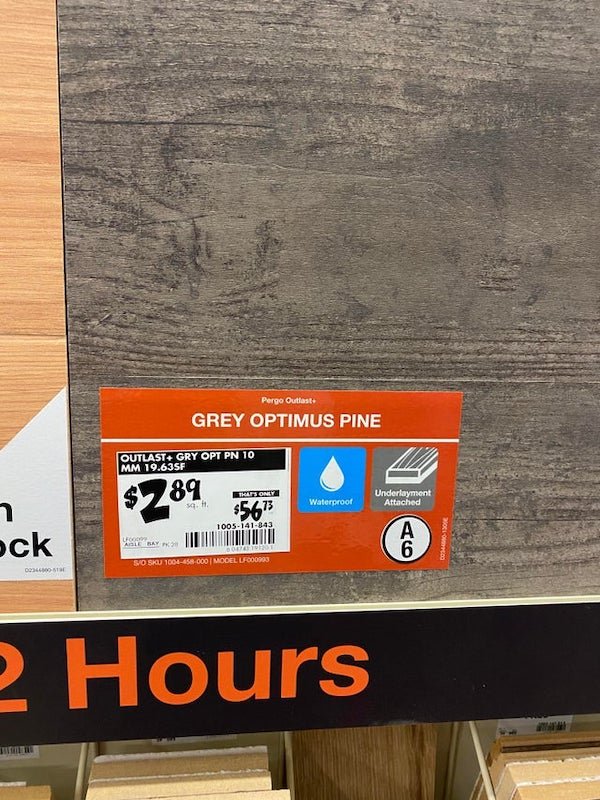 Pergo Outlast+
GREY OPTIMUS PINE
OUTLAST+ GRY OPT PN 10
MM 19.63SF
$2 89
sq. ft.
THAT'S ONLY
$56 73
1005-141-843
AISLE BAY
Waterproof
Underlayment
Attached
A
6
S/O SKU 1004-458-000 | MODEL LF000993
n
ock
2 Hours